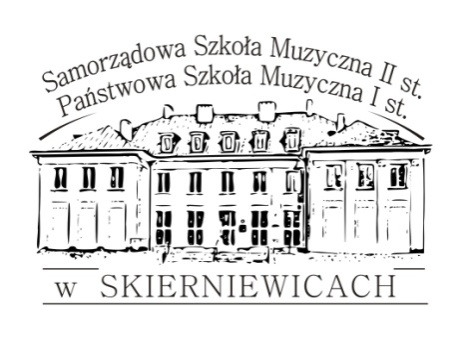 Samorządowa Szkoła Muzyczna II st.
Państwowa Szkoła Muzyczna I st.
w SKIERNIEWICACH